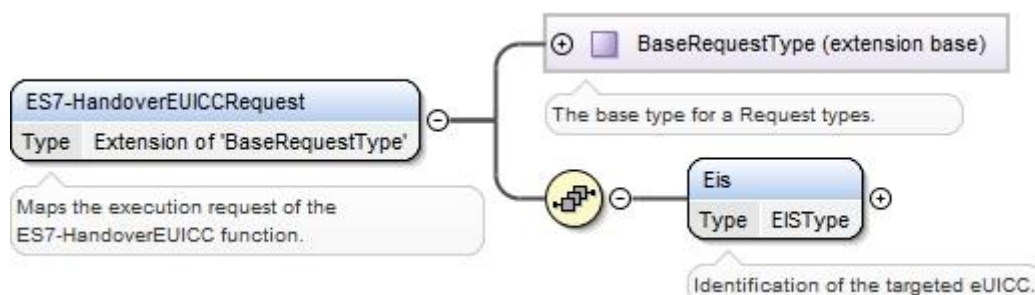 BaseRequestType (extension base)
The base type for a Request types.
ES7-HandoverEUICCRequest
Type Extension of 'BaseRequestType'
Maps the execution request of the
ES7-HandoverEUICC function.
Eis
Type EISType
Identification of the targeted eUICC.